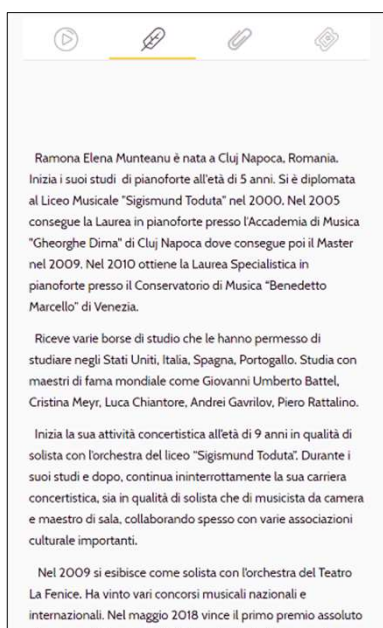 Ramona Elena Munteanu è nata a Cluj Napoca, Romania.
Inizia i suoi studi di pianoforte all'età di 5 anni. Si è diplomata
al Liceo Musicale "Sigismund Toduta" nel 2000. Nel 2005
consegue la Laurea in pianoforte presso l'Accademia di Musica
"Gheorghe Dima" di Cluj Napoca dove consegue poi il Master
nel 2009. Nel 2010 ottiene la Laurea Specialistica in
pianoforte presso il Conservatorio di Musica "Benedetto
Marcello" di Venezia.
Riceve varie borse di studio che le hanno permesso di
studiare negli Stati Uniti, Italia, Spagna, Portogallo. Studia con
maestri di fama mondiale come Giovanni Umberto Battel,
Cristina Meyr, Luca Chiantore, Andrei Gavrilov, Piero Rattalino.
Inizia la sua attività concertistica all'età di 9 anni in qualità di
solista con l'orchestra del liceo "Sigismund Toduta". Durante i
suoi studi e dopo, continua ininterrottamente la sua carriera
concertistica, sia in qualità di solista che di musicista da camera
e maestro di sala, collaborando spesso con varie associazioni
culturale importanti.
Nel 2009 si esibisce come solista con l'orchestra del Teatro
La Fenice. Ha vinto vari concorsi musicali nazionali e
internazionali. Nel maggio 2018 vince il primo premio assoluto